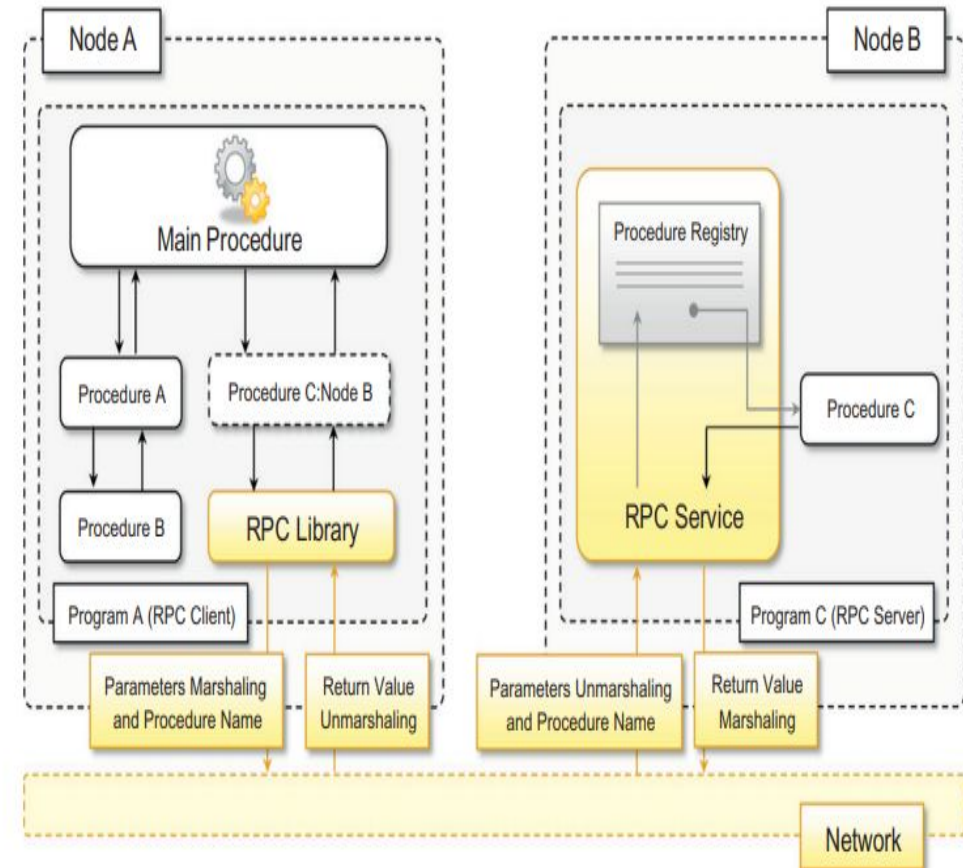 Node A
Node B
Main Procedure
Procedure Registry
Procedure A
Procedure C:Node B
Procedure C
Procedure B
RPC Library
RPC Service
Program A (RPC Client)
Program C (RPC Server)
Parameters Marshaling
and Procedure Name
Return Value
Unmarshaling
Parameters Unmarshaling
and Procedure Name
Return Value
Marshaling
Network